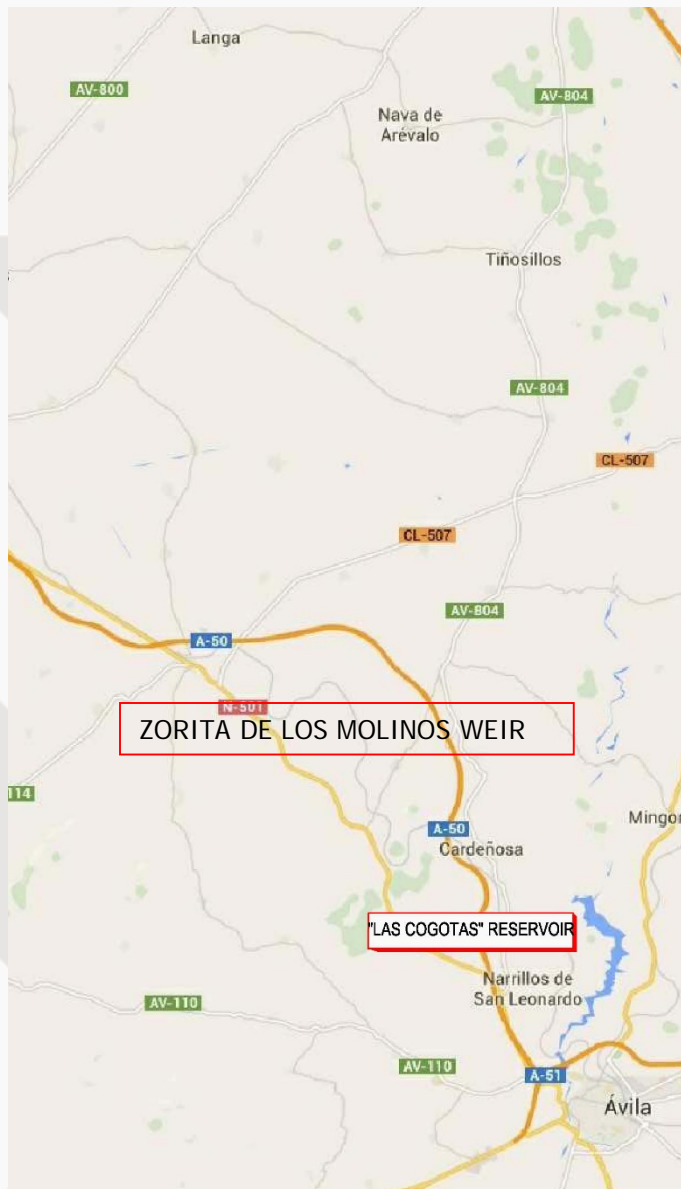 Langa
AV-800
AV-804
Nava de
Arévalo
Tiñosillos
AV-804
CL-507
CL-507
AV-804
A-50
N-501
ZORITA DE LOS MOLINOS WEIR
114
Mingor
A-50
Cardeñosa
"LAS COGOTAS" RESERVOIR
Narrillos de
San Leonardo
AV-110
AV-110
A-51
Ávila